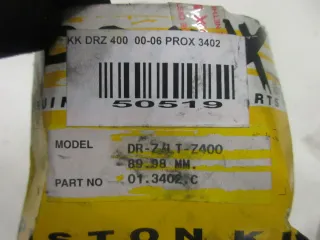 KK DRZ 400 00-06 PROX 3402
50519
MODEL DR-Z/LT-Z400
89.98 MM.
PART NO 01.3402.C